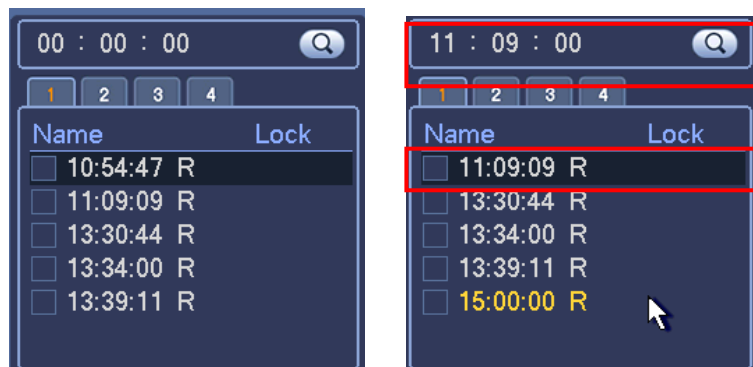 00 : 00 : 00
1 2 3 4
Name Lock
10:54:47 R
11:09:09 R
13:30:44 R
13:34:00 R
13:39:11 R
11 : 09 : 00
1 2 3 4
Name Lock
11:09:09 R
13:30:44 R
13:34:00 R
13:39:11 R
15:00:00 R